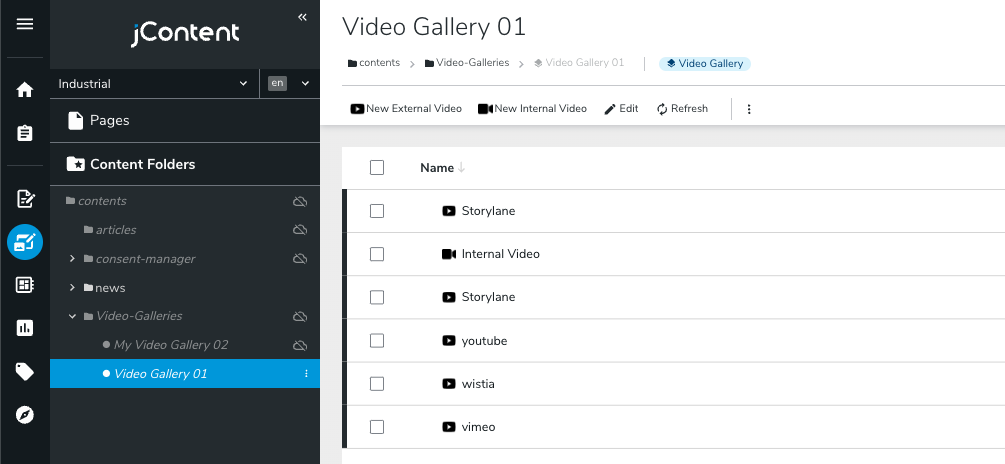 jContent
Industrial
en
Pages
Content Folders
contents
articles
consent-manager
news
Video-Galleries
My Video Gallery 02
Video Gallery 01
Video Gallery 01
contents Video-Galleries Video Gallery 01 Video Gallery
New External Video New Internal Video Edit Refresh
Name
Storylane
Internal Video
Storylane
youtube
wistia
vimeo